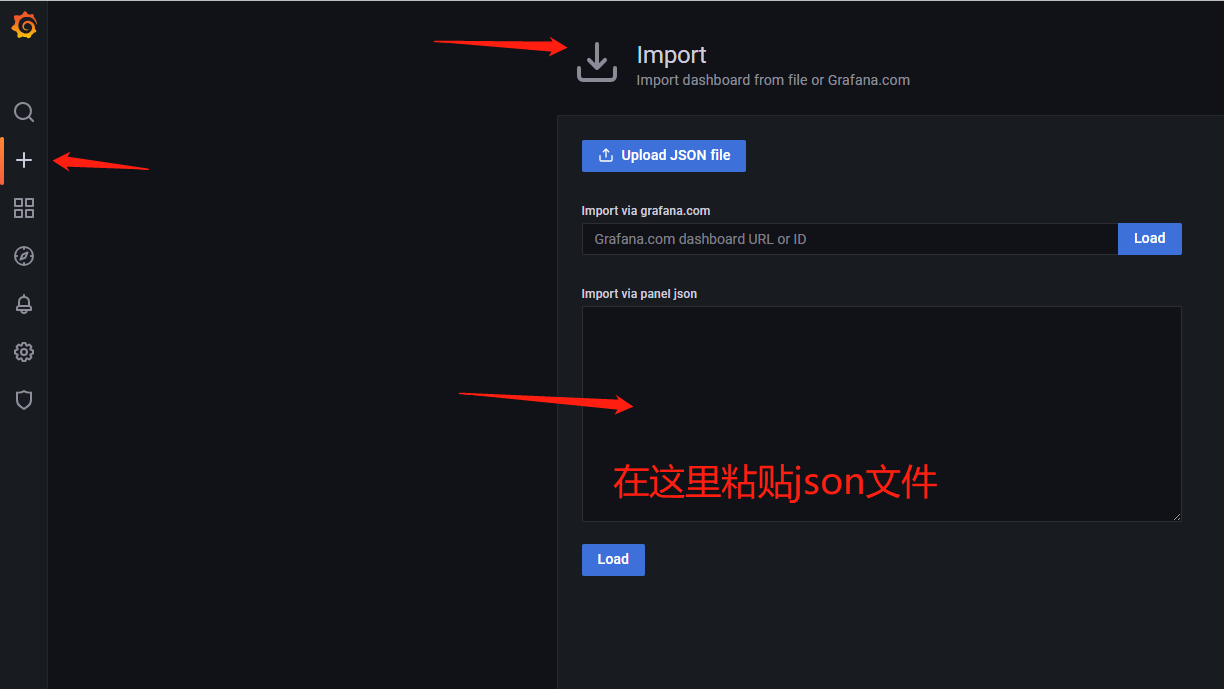 Import
Import dashboard from file or Grafana.com
Upload JSON file
Import via grafana.com
Grafana.com dashboard URL or ID
Load
Import via panel json
在这里粘贴json文件
Load